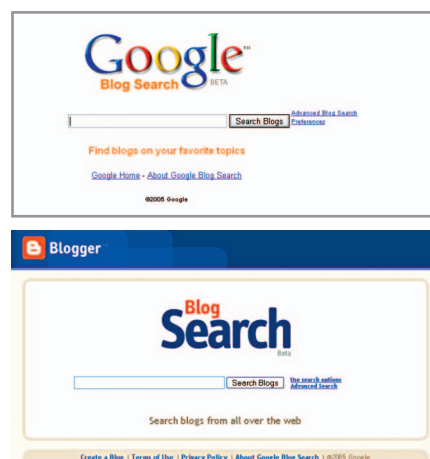 Google™
Blog Search BETA
Search Blogs
Advanced Blog Search
Preferences
Find blogs on your favorite topics
Google Home - About Google Blog Search
©2005 Google
Blogger
Blog
Search
Beta
Search Blogs
Use search options
Advanced Search
Search blogs from all over the web
Create a Blog | Terms of Use | Privacy Policy | About Google Blog Search | ©2005 Google